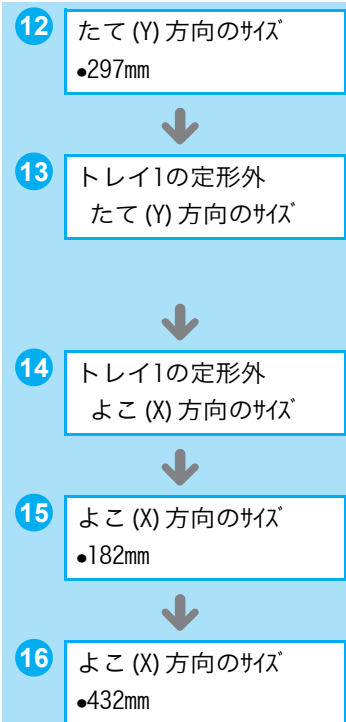 12
たて (Y) 方向のｻｲｽﾞ
●297mm
13
トレイ1の定形外
たて (Y) 方向のｻｲｽﾞ
14
トレイ1の定形外
よこ (X) 方向のｻｲｽﾞ
15
よこ (X) 方向のｻｲｽﾞ
●182mm
16
よこ (X) 方向のｻｲｽﾞ
●432mm